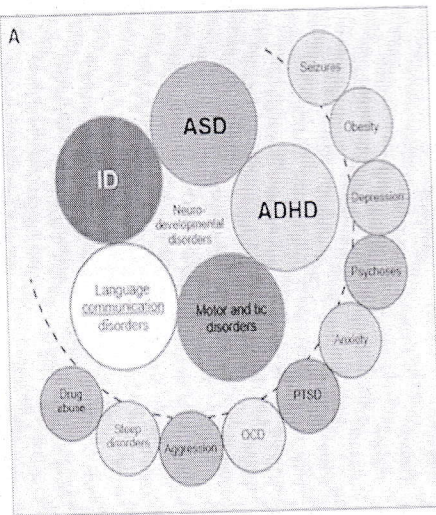 A
Seizures
ASD
Obesity
ID
Neuro-
developmental
disorders
ADHD
Depression
Psychoses
Language
communication
disorders
Motor and tic
disorders
Anxiety
PTSD
Drug
abuse
Sleep
disorders
Aggression
OCD